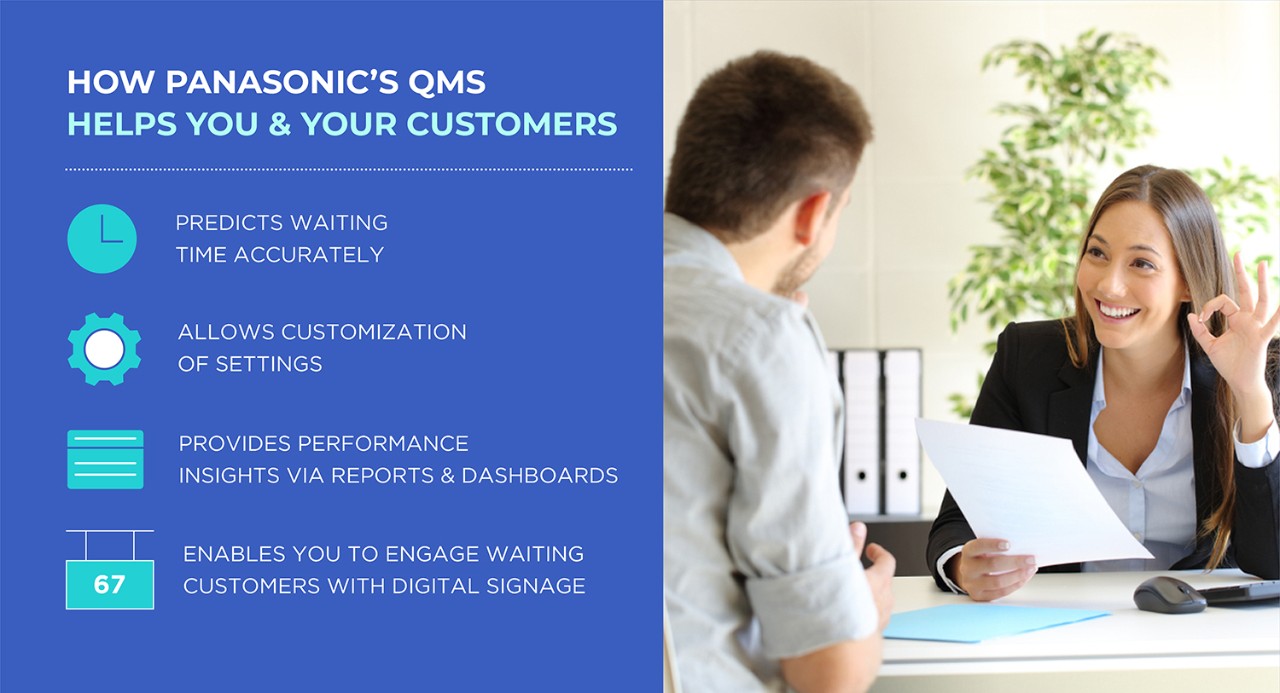 HOW PANASONIC’S QMS
HELPS YOU & YOUR CUSTOMERS
PREDICTS WAITING
TIME ACCURATELY
ALLOWS CUSTOMIZATION
OF SETTINGS
PROVIDES PERFORMANCE
INSIGHTS VIA REPORTS & DASHBOARDS
67
ENABLES YOU TO ENGAGE WAITING
CUSTOMERS WITH DIGITAL SIGNAGE